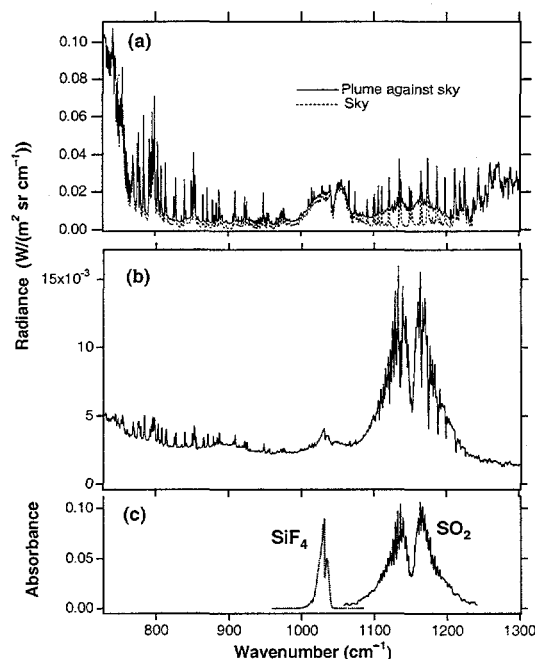 (a)
Plume against sky
Sky
0.10
0.08
0.06
0.04
0.02
0.00
Radiance (W/(m² sr cm⁻¹))
(b)
15x10⁻³
10
5
0
(c)
SiF₄
SO₂
0.10
0.05
0.00
Absorbance
800 900 1000 1100 1200 1300
Wavenumber (cm⁻¹)